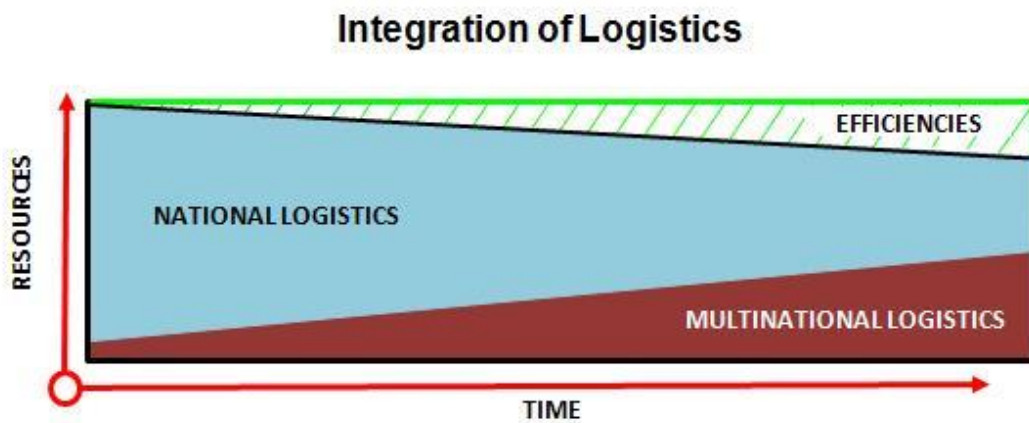 Integration of Logistics
EFFICIENCIES
RESOURCES
NATIONAL LOGISTICS
MULTINATIONAL LOGISTICS
TIME